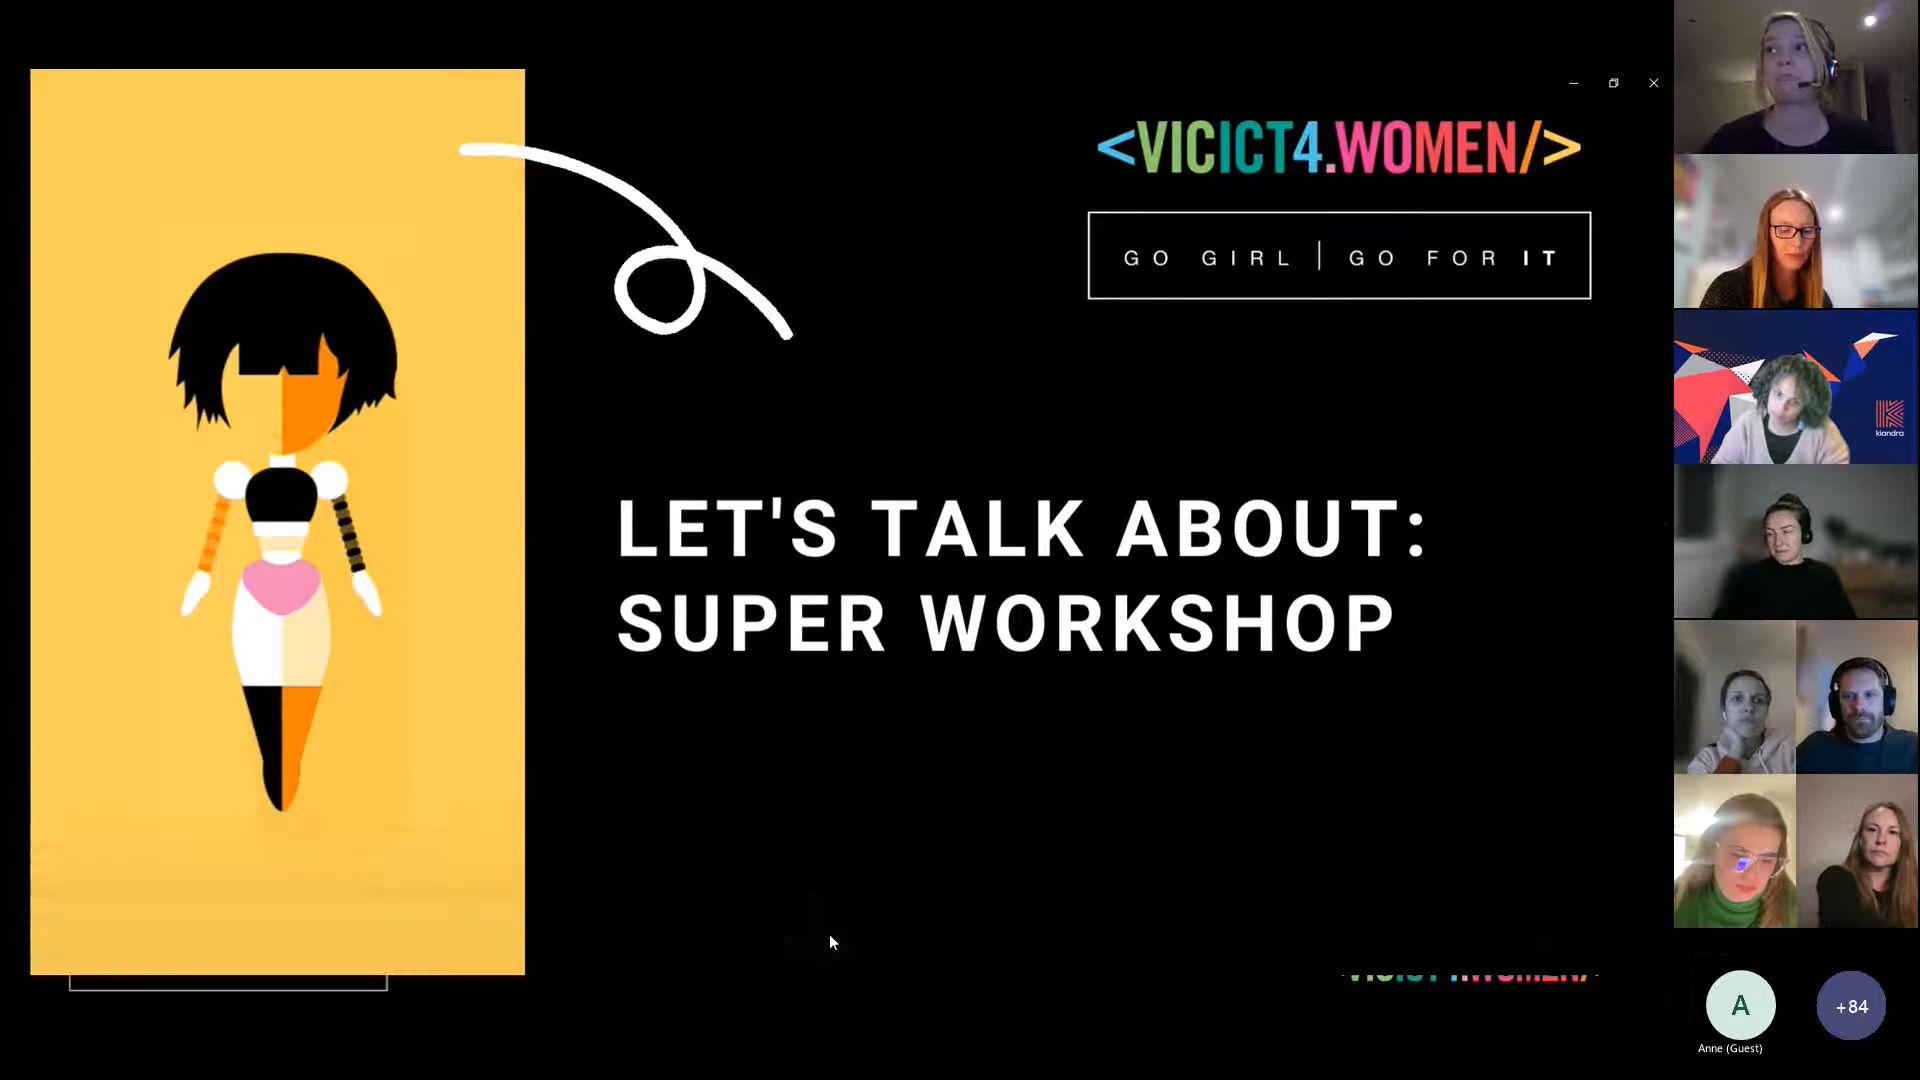 <VICICT4.WOMEN/>
GO GIRL | GO FOR IT
LET'S TALK ABOUT:
SUPER WORKSHOP
kiandra
A
+84
Anne (Guest)